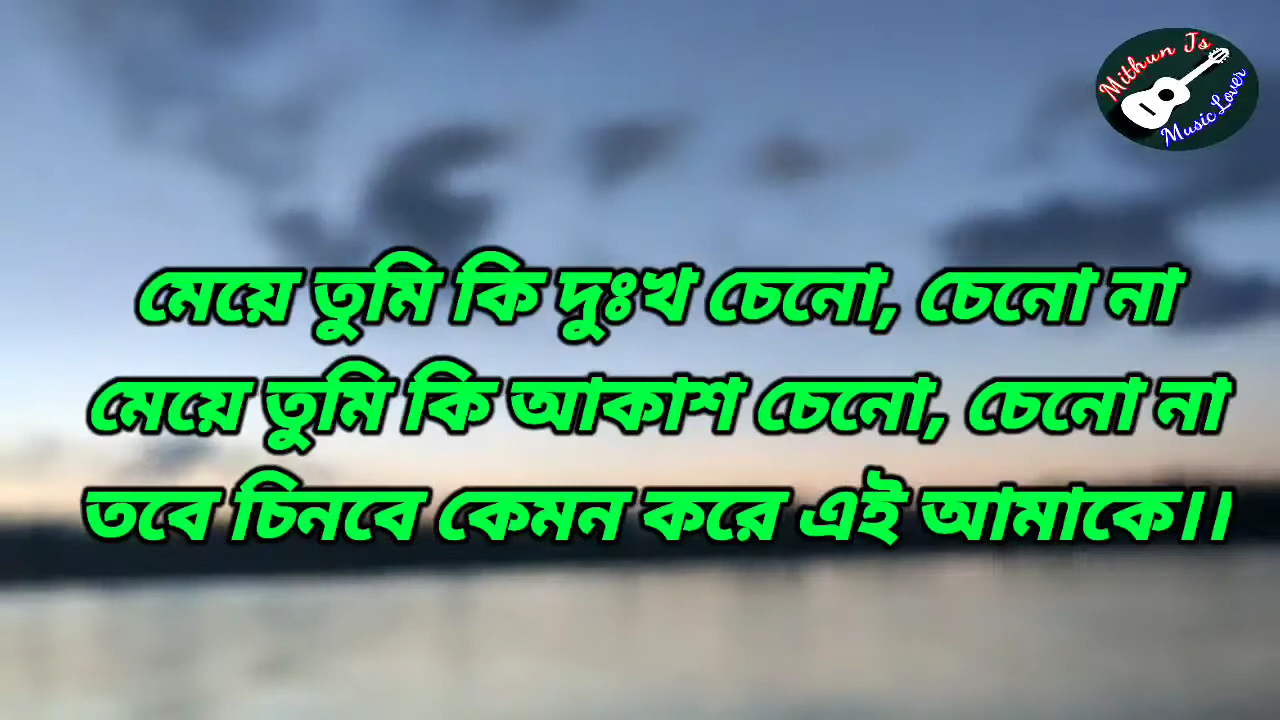 Mithun Js
Music Lover
মেয়ে তুমি কি দুঃখ চেনো, চেনো না
মেয়ে তুমি কি আকাশ চেনো, চেনো না
তবে চিনবে কেমন করে এই আমাকে।।